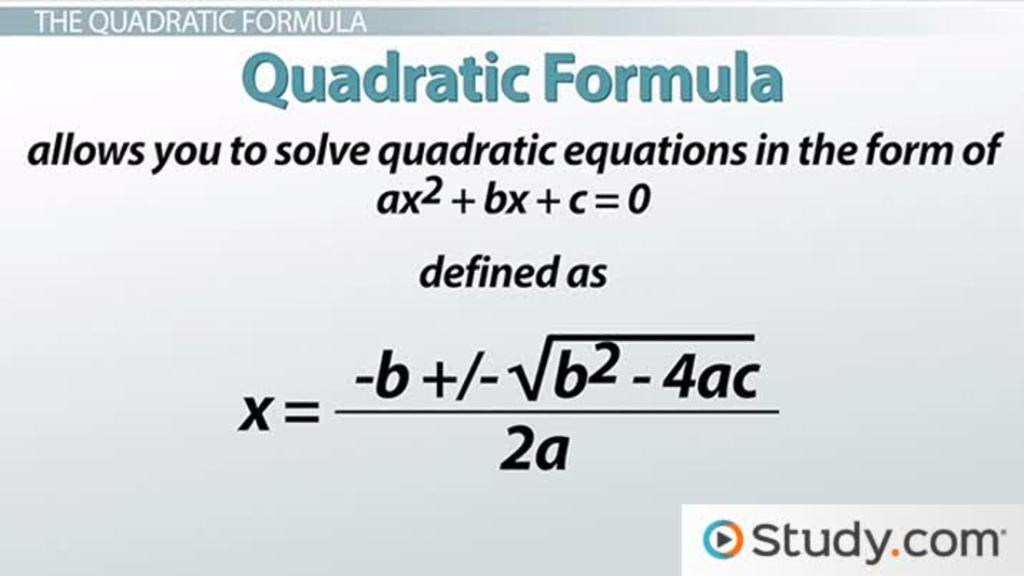 THE QUADRATIC FORMULA
Quadratic Formula
allows you to solve quadratic equations in the form of
ax² + bx + c = 0
defined as
x = -b +/- √b² - 4ac
2a
Study.com